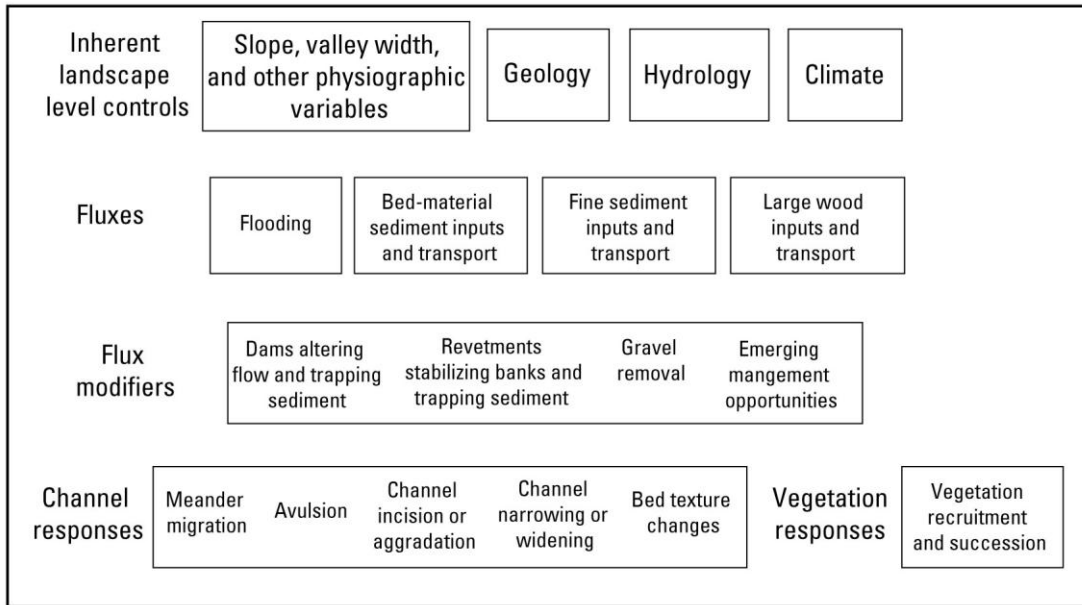 Inherent
landscape
level controls
Slope, valley width,
and other physiographic
variables
Geology
Hydrology
Climate
Fluxes
Flooding
Bed-material
sediment inputs
and transport
Fine sediment
inputs and
transport
Large wood
inputs and
transport
Flux
modifiers
Dams altering
flow and trapping
sediment
Revetments
stabilizing banks and
trapping sediment
Gravel
removal
Emerging
mangement
opportunities
Channel
responses
Meander
migration
Avulsion
Channel
incision or
aggradation
Channel
narrowing or
widening
Bed texture
changes
Vegetation
responses
Vegetation
recruitment
and succession